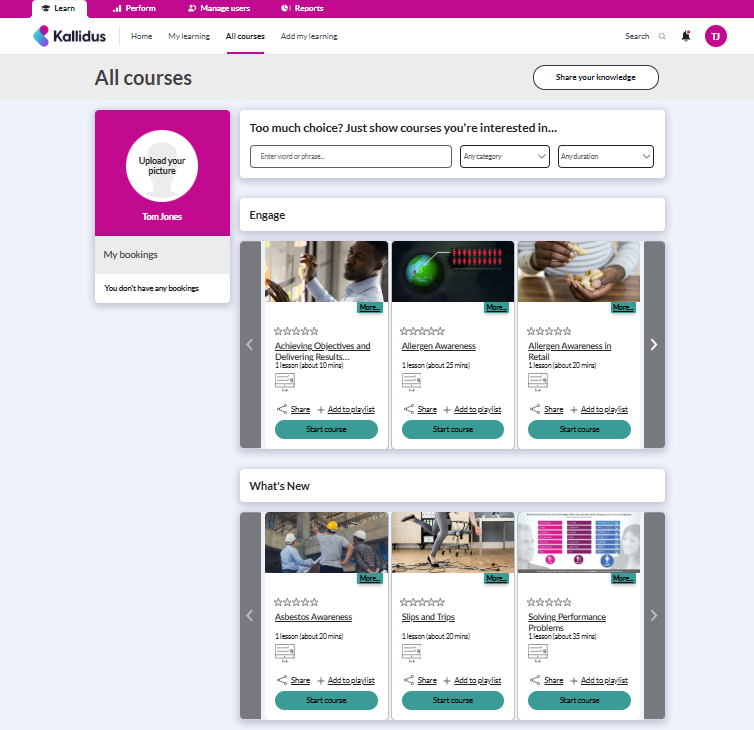 Learn
Perform
Manage users
Reports
Kallidus
Home
My learning
All courses
Add my learning
Search
TJ
All courses
Share your knowledge
Upload your
picture
Tom Jones
My bookings
You don't have any bookings
Too much choice? Just show courses you're interested in...
Enter word or phrase...
Any category
Any duration
Engage
More...
More...
More...
Achieving Objectives and
Delivering Results...
1 lesson (about 10 mins)
Share
Add to playlist
Start course
Allergen Awareness
1 lesson (about 25 mins)
Share
Add to playlist
Start course
Allergen Awareness in
Retail
1 lesson (about 20 mins)
Share
Add to playlist
Start course
What's New
More...
More...
More...
Asbestos Awareness
1 lesson (about 20 mins)
Share
Add to playlist
Start course
Slips and Trips
1 lesson (about 20 mins)
Share
Add to playlist
Start course
Solving Performance
Problems
1 lesson (about 35 mins)
Share
Add to playlist
Start course